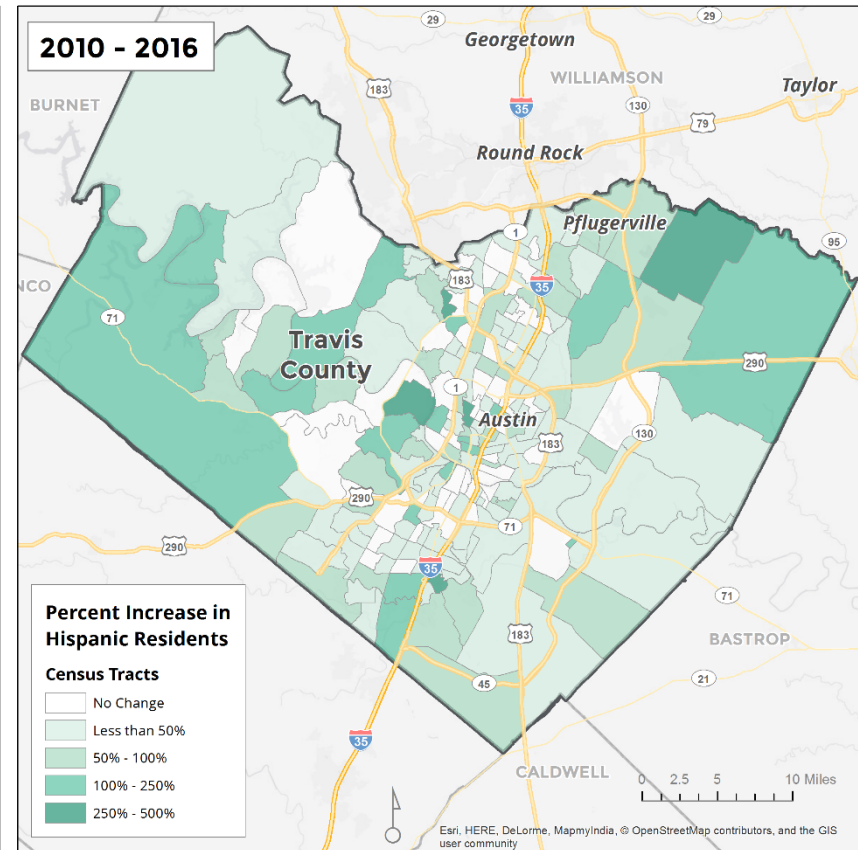 2010 - 2016
29
29
Georgetown
183
WILLIAMSON
Taylor
BURNET
35
130
79
Round Rock
Pflugerville
1
95
183
35
NCO
71
Travis
County
290
1
Austin
130
183
290
71
290
35
71
183
BASTROP
45
21
35
CALDWELL
Percent Increase in
Hispanic Residents
Census Tracts
No Change
Less than 50%
50% - 100%
100% - 250%
250% - 500%
0 2.5 5 10 Miles
Esri, HERE, DeLorme, MapmyIndia, © OpenStreetMap contributors, and the GIS
user community